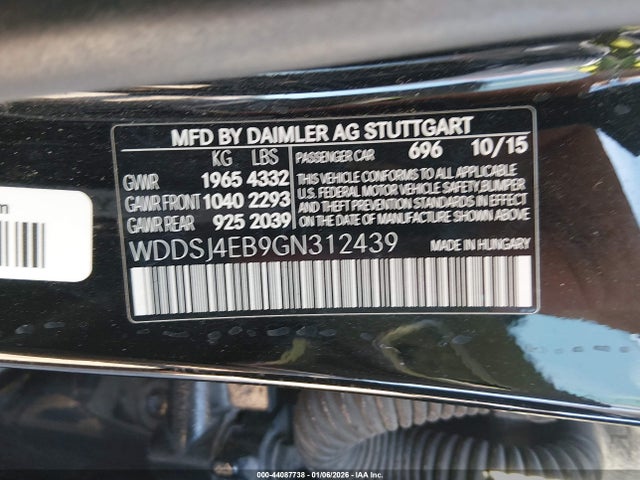 MFD BY DAIMLER AG STUTTGART
KG LBS
PASSENGER CAR 696 10/15
GVWR 1965 4332
GAWR FRONT 1040 2293
GAWR REAR 925 2039
THIS VEHICLE CONFORMS TO ALL APPLICABLE
U.S. FEDERAL MOTOR VEHICLE SAFETY, BUMPER
AND THEFT PREVENTION STANDARDS
IN EFFECT ON THE DATE OF
MANUFACTURE SHOWN ABOVE.
WDDSJ4EB9GN312439
MADE IN HUNGARY
000-44087738 - 01/06/2026 - IAA Inc.